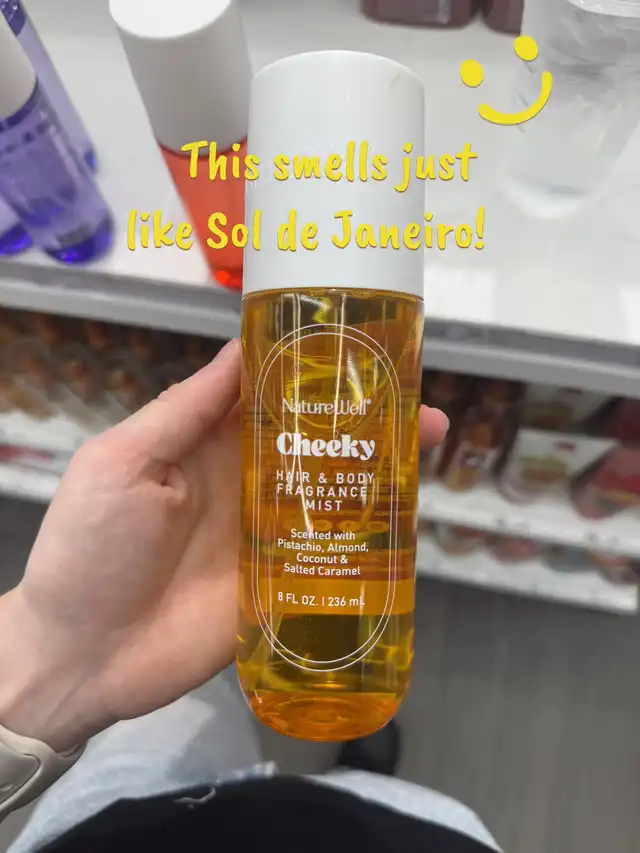 This smells just
like Sol de Janeiro!
NatureWell®
Cheeky
HAIR & BODY
FRAGRANCE
MIST
Scented with
Pistachio, Almond,
Coconut &
Salted Caramel
8 FL OZ. | 236 mL